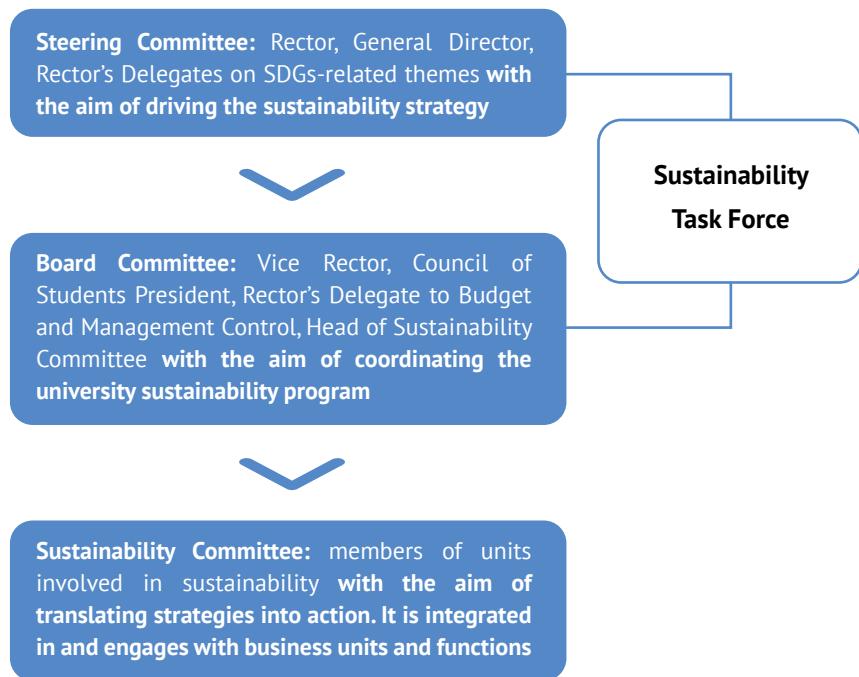 Steering Committee: Rector, General Director,
Rector’s Delegates on SDGs-related themes with
the aim of driving the sustainability strategy
Sustainability
Task Force
Board Committee: Vice Rector, Council of
Students President, Rector’s Delegate to Budget
and Management Control, Head of Sustainability
Committee with the aim of coordinating the
university sustainability program
Sustainability Committee: members of units
involved in sustainability with the aim of
translating strategies into action. It is integrated
in and engages with business units and functions